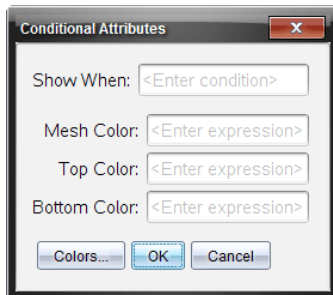 Conditional Attributes
Show When: <Enter condition>
Mesh Color: <Enter expression>
Top Color: <Enter expression>
Bottom Color: <Enter expression>
Colors... OK Cancel